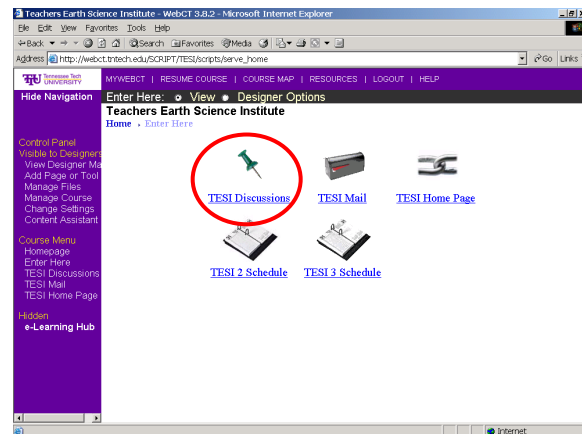 Teachers Earth Science Institute - WebCT 3.8.2 - Microsoft Internet Explorer
File Edit View Favorites Tools Help
Back Search Favorites Media
Address http://webct.tntech.edu/SCRIPT/TESI/scripts/serve_home Go Links
TTU Tennessee Tech UNIVERSITY
MYWEBCT | RESUME COURSE | COURSE MAP | RESOURCES | LOGOUT | HELP
Hide Navigation
Enter Here: View Designer Options
Teachers Earth Science Institute
Home Enter Here
Control Panel
Visible to Designers
View Designer Ma
Add Page or Tool
Manage Files
Manage Course
Change Settings
Content Assistant
Course Menu
Homepage
Enter Here
TESI Discussions
TESI Mail
TESI Home Page
Hidden
e-Learning Hub
TESI Discussions TESI Mail TESI Home Page
TESI 2 Schedule TESI 3 Schedule
Internet